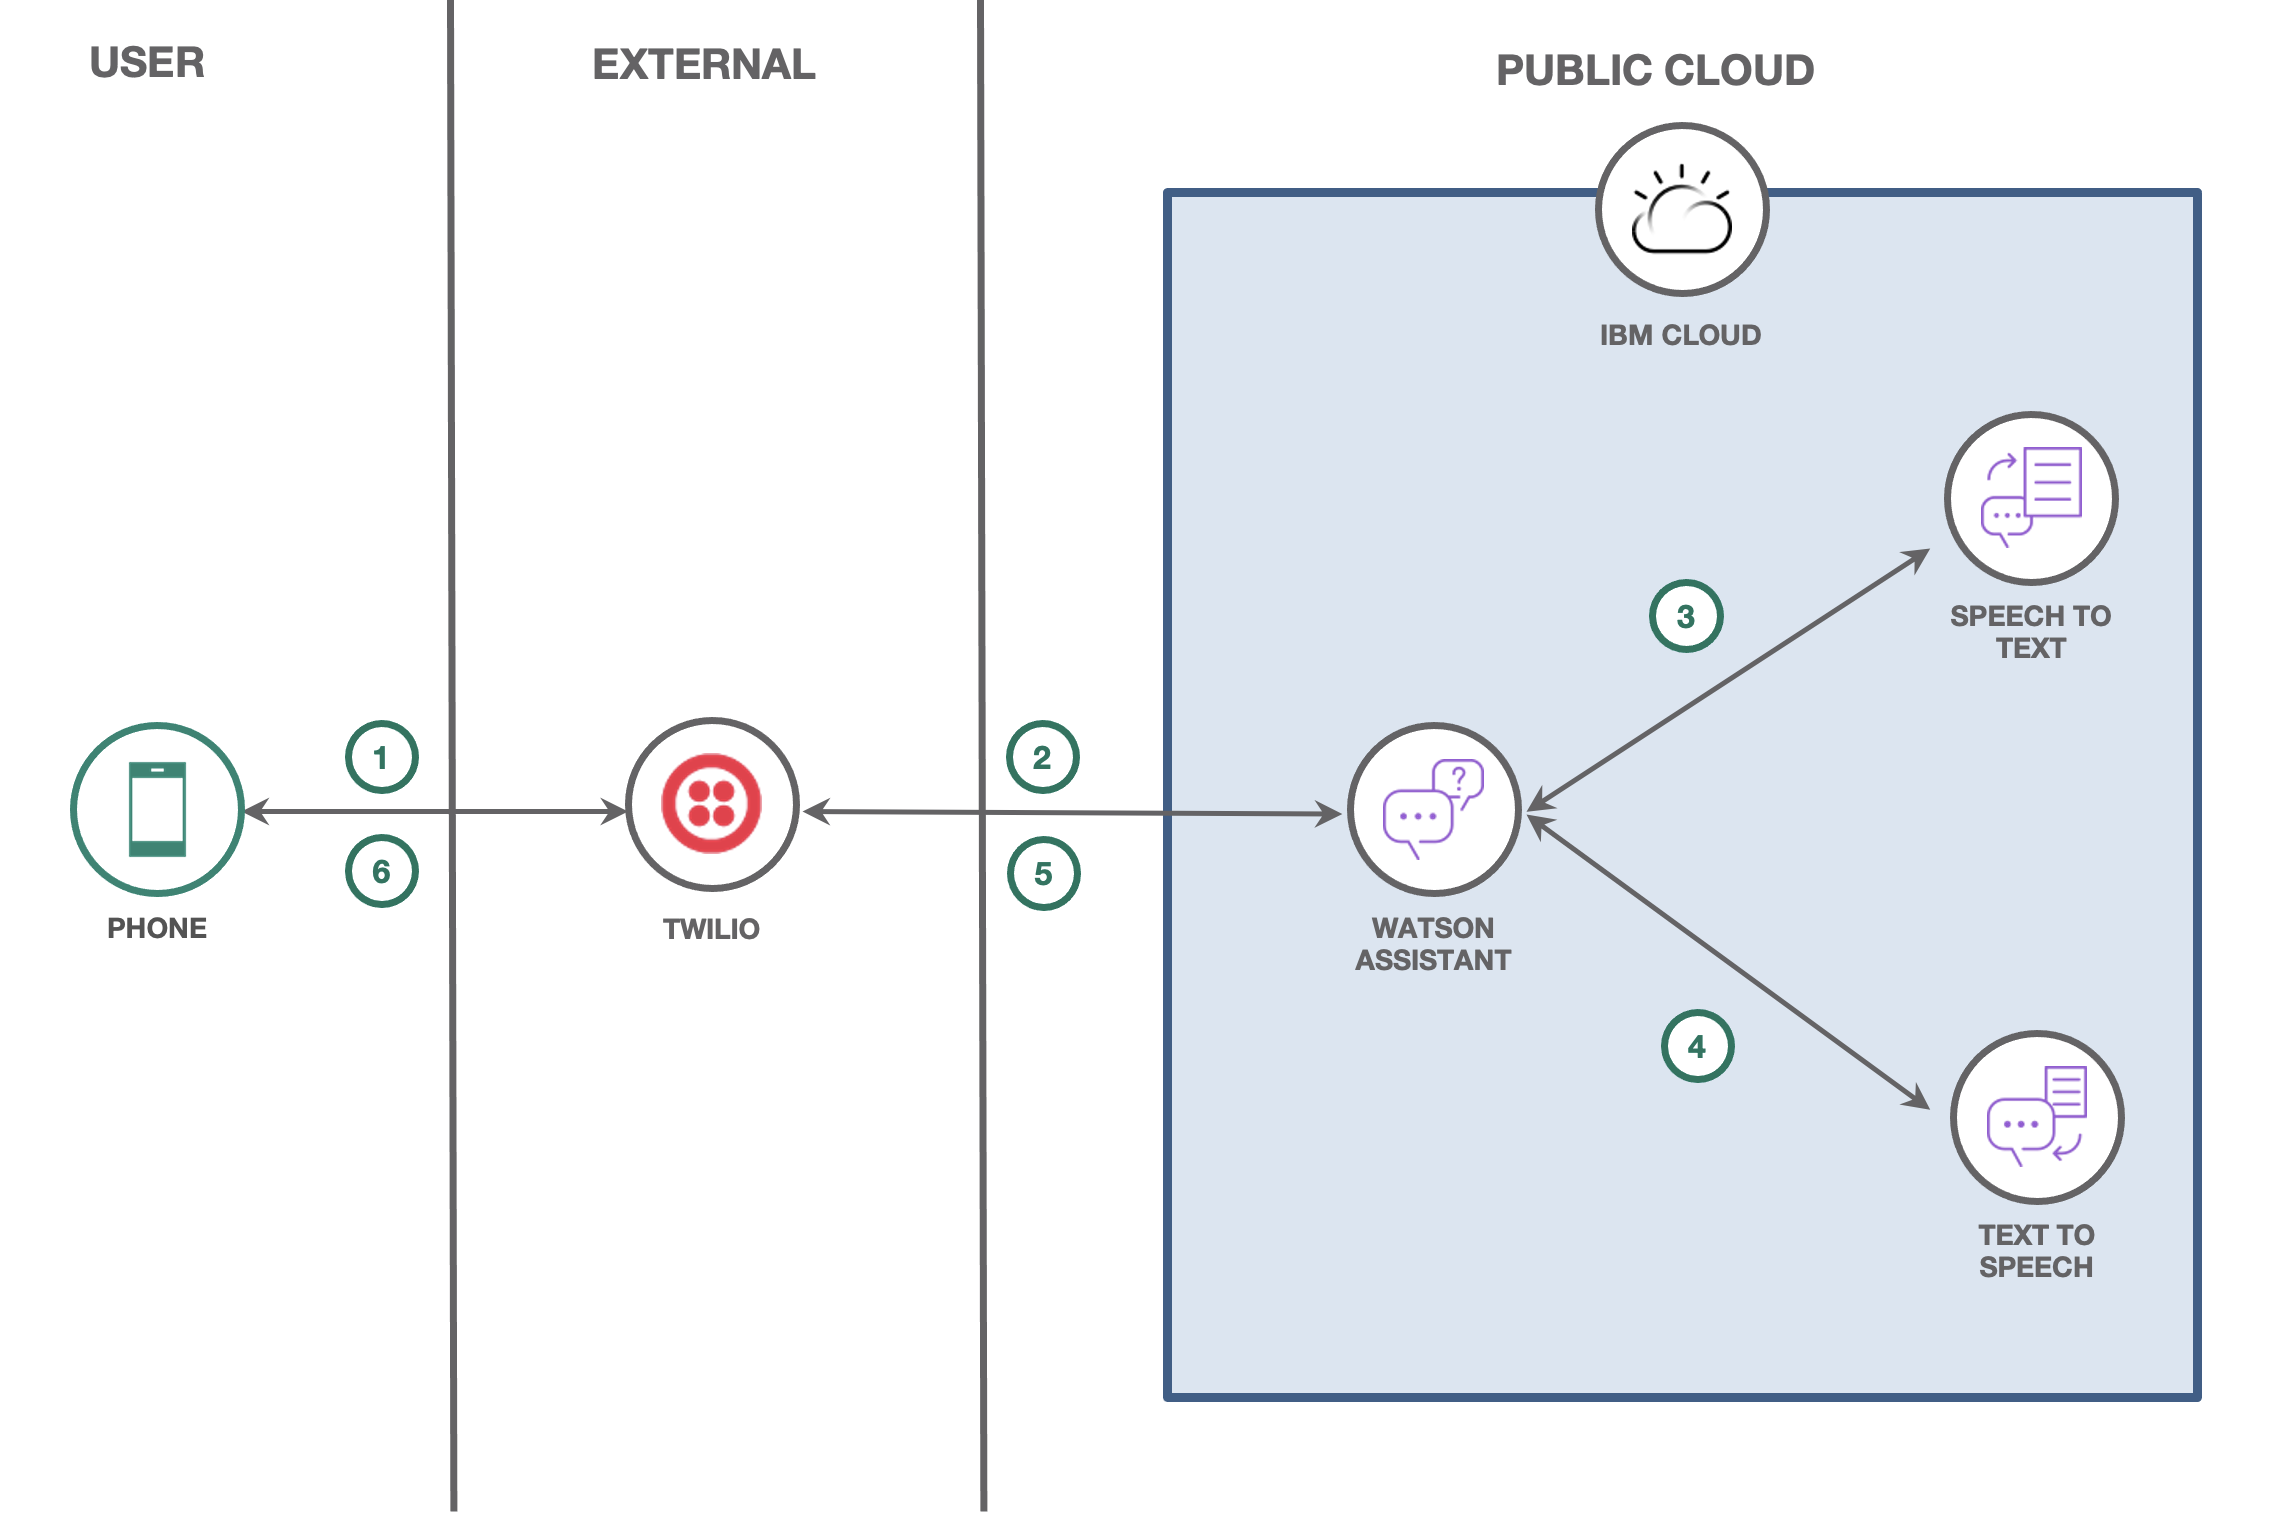 USER
EXTERNAL
PUBLIC CLOUD
IBM CLOUD
SPEECH TO
TEXT
3
1
2
6
5
PHONE
TWILIO
WATSON
ASSISTANT
?
4
TEXT TO
SPEECH